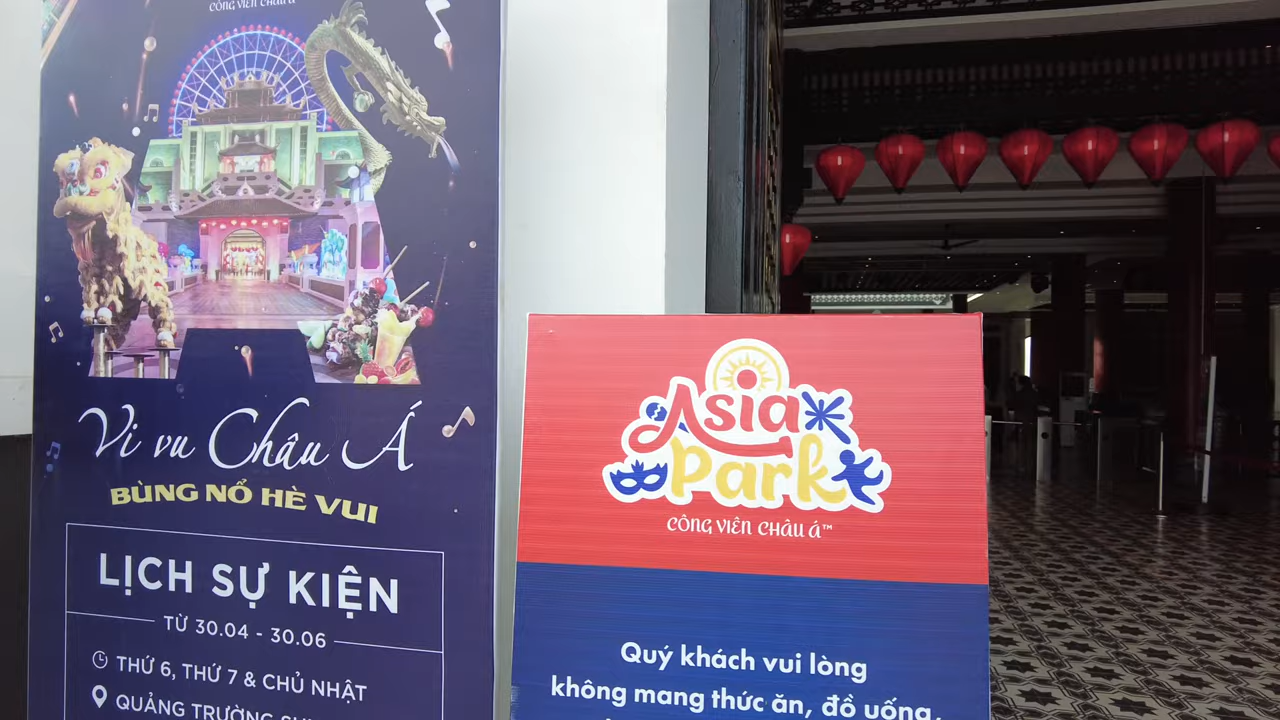 CÔNG VIÊN CHÂU Á
Vi vu Châu Á
BÙNG NỔ HÈ VUI
LỊCH SỰ KIỆN
TỪ 30.04 - 30.06
THỨ 6, THỨ 7 & CHỦ NHẬT
QUẢNG TRƯỜNG
Asia
Park
CÔNG VIÊN CHÂU Á™
Quý khách vui lòng
không mang thức ăn, đồ uống,